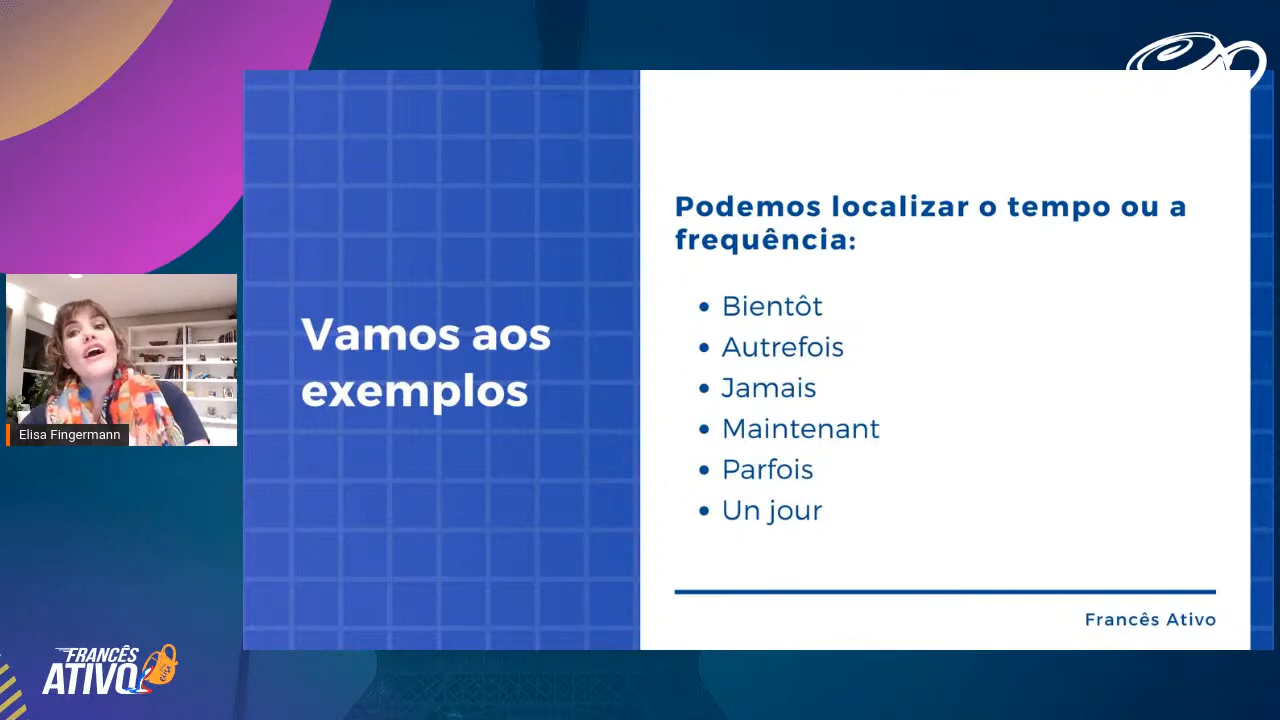 Podemos localizar o tempo ou a
frequência:
Vamos aos
exemplos
• Bientôt
• Autrefois
• Jamais
• Maintenant
• Parfois
• Un jour
Elisa Fingermann
Francês Ativo
FRANCÊS
ATIVO